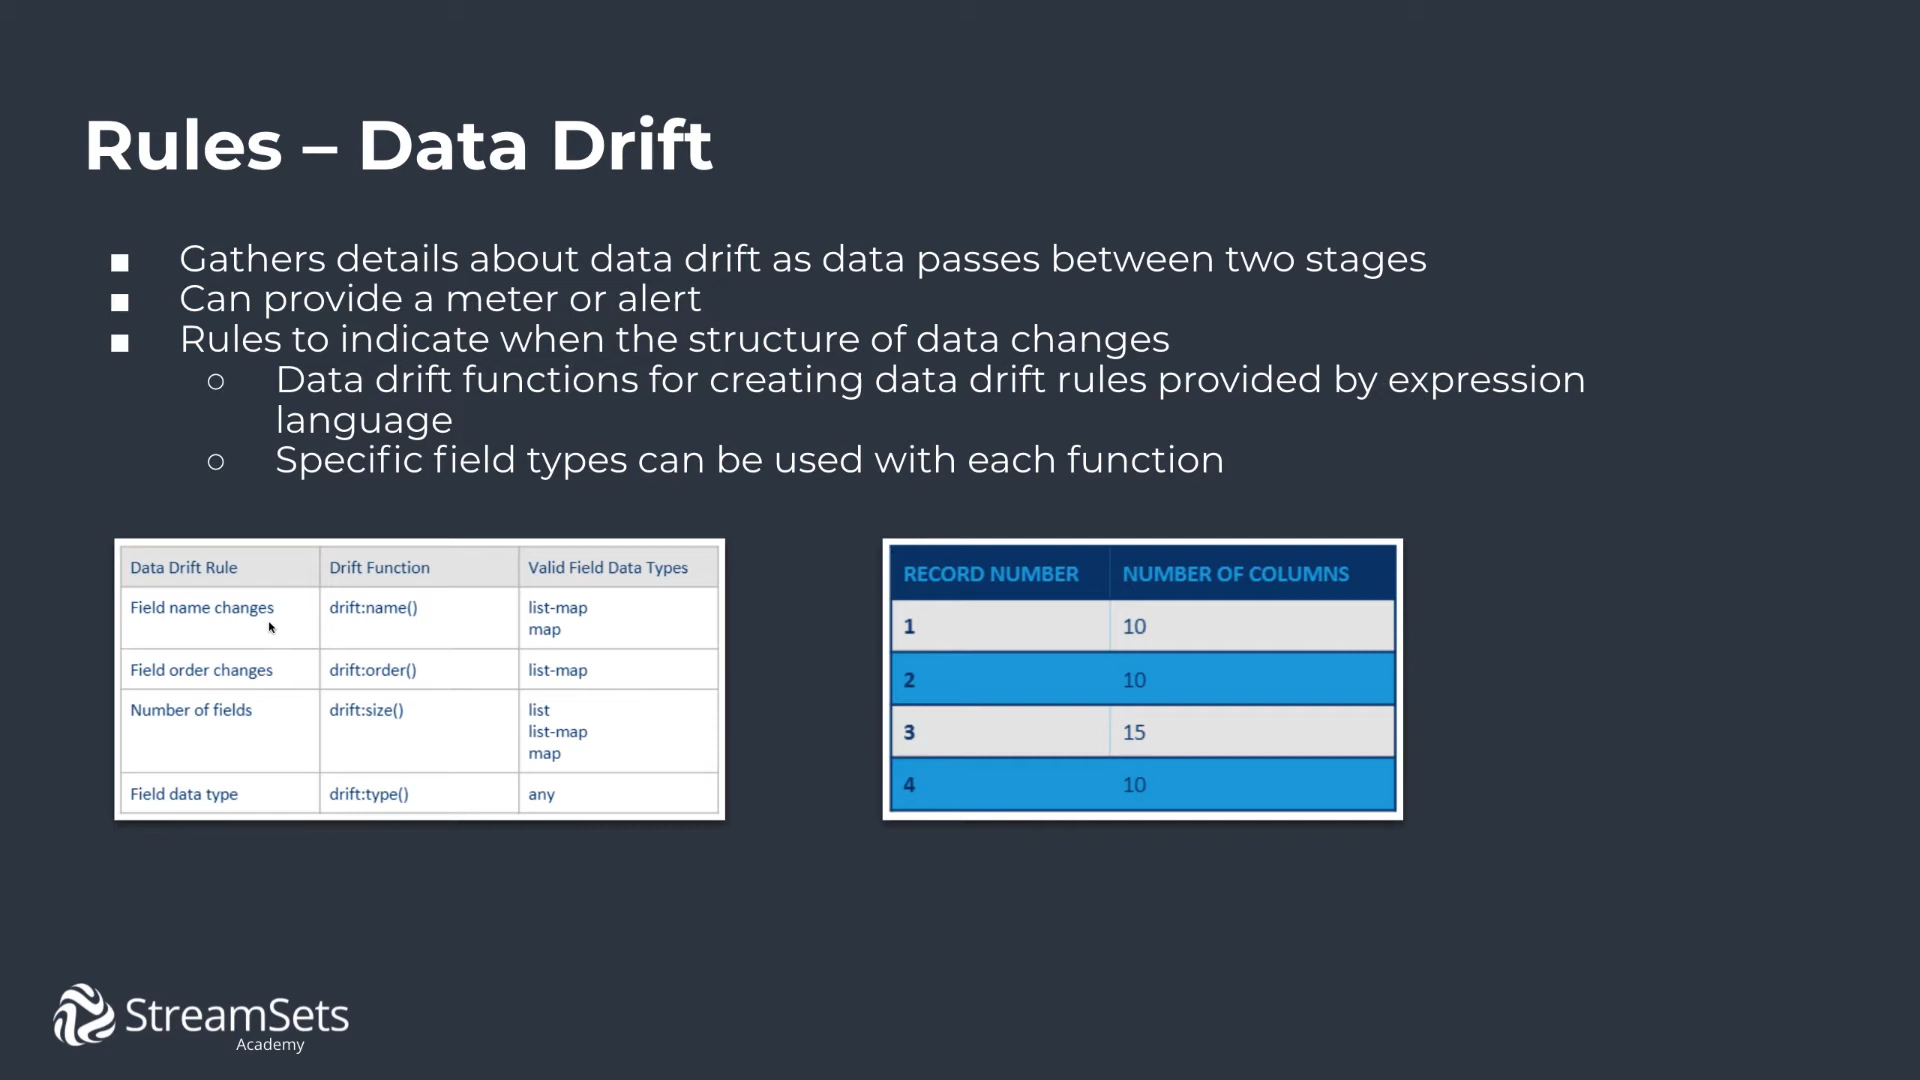 Rules – Data Drift
■ Gathers details about data drift as data passes between two stages
■ Can provide a meter or alert
■ Rules to indicate when the structure of data changes
○ Data drift functions for creating data drift rules provided by expression
language
○ Specific field types can be used with each function
Data Drift Rule Drift Function Valid Field Data Types
Field name changes drift:name() list-map
map
Field order changes drift:order() list-map
Number of fields drift:size() list
list-map
map
Field data type drift:type() any
RECORD NUMBER NUMBER OF COLUMNS
1 10
2 10
3 15
4 10
StreamSets
Academy